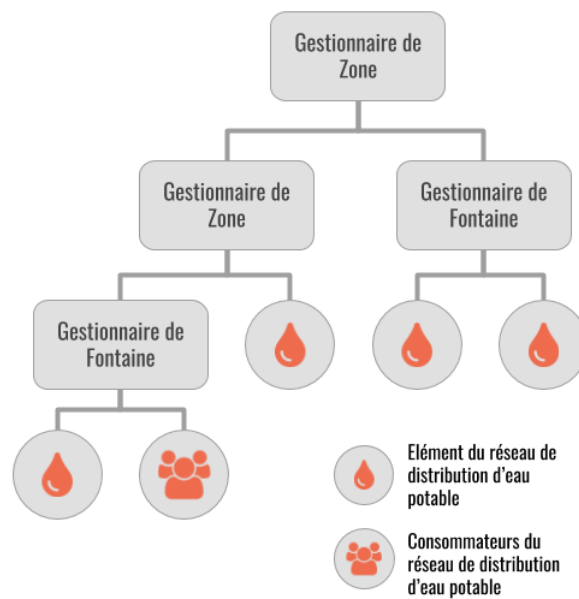 Gestionnaire de
Zone
Gestionnaire de
Zone
Gestionnaire de
Fontaine
Gestionnaire de
Fontaine
Elément du réseau de
distribution d'eau
potable
Consommateurs du
réseau de distribution
d'eau potable